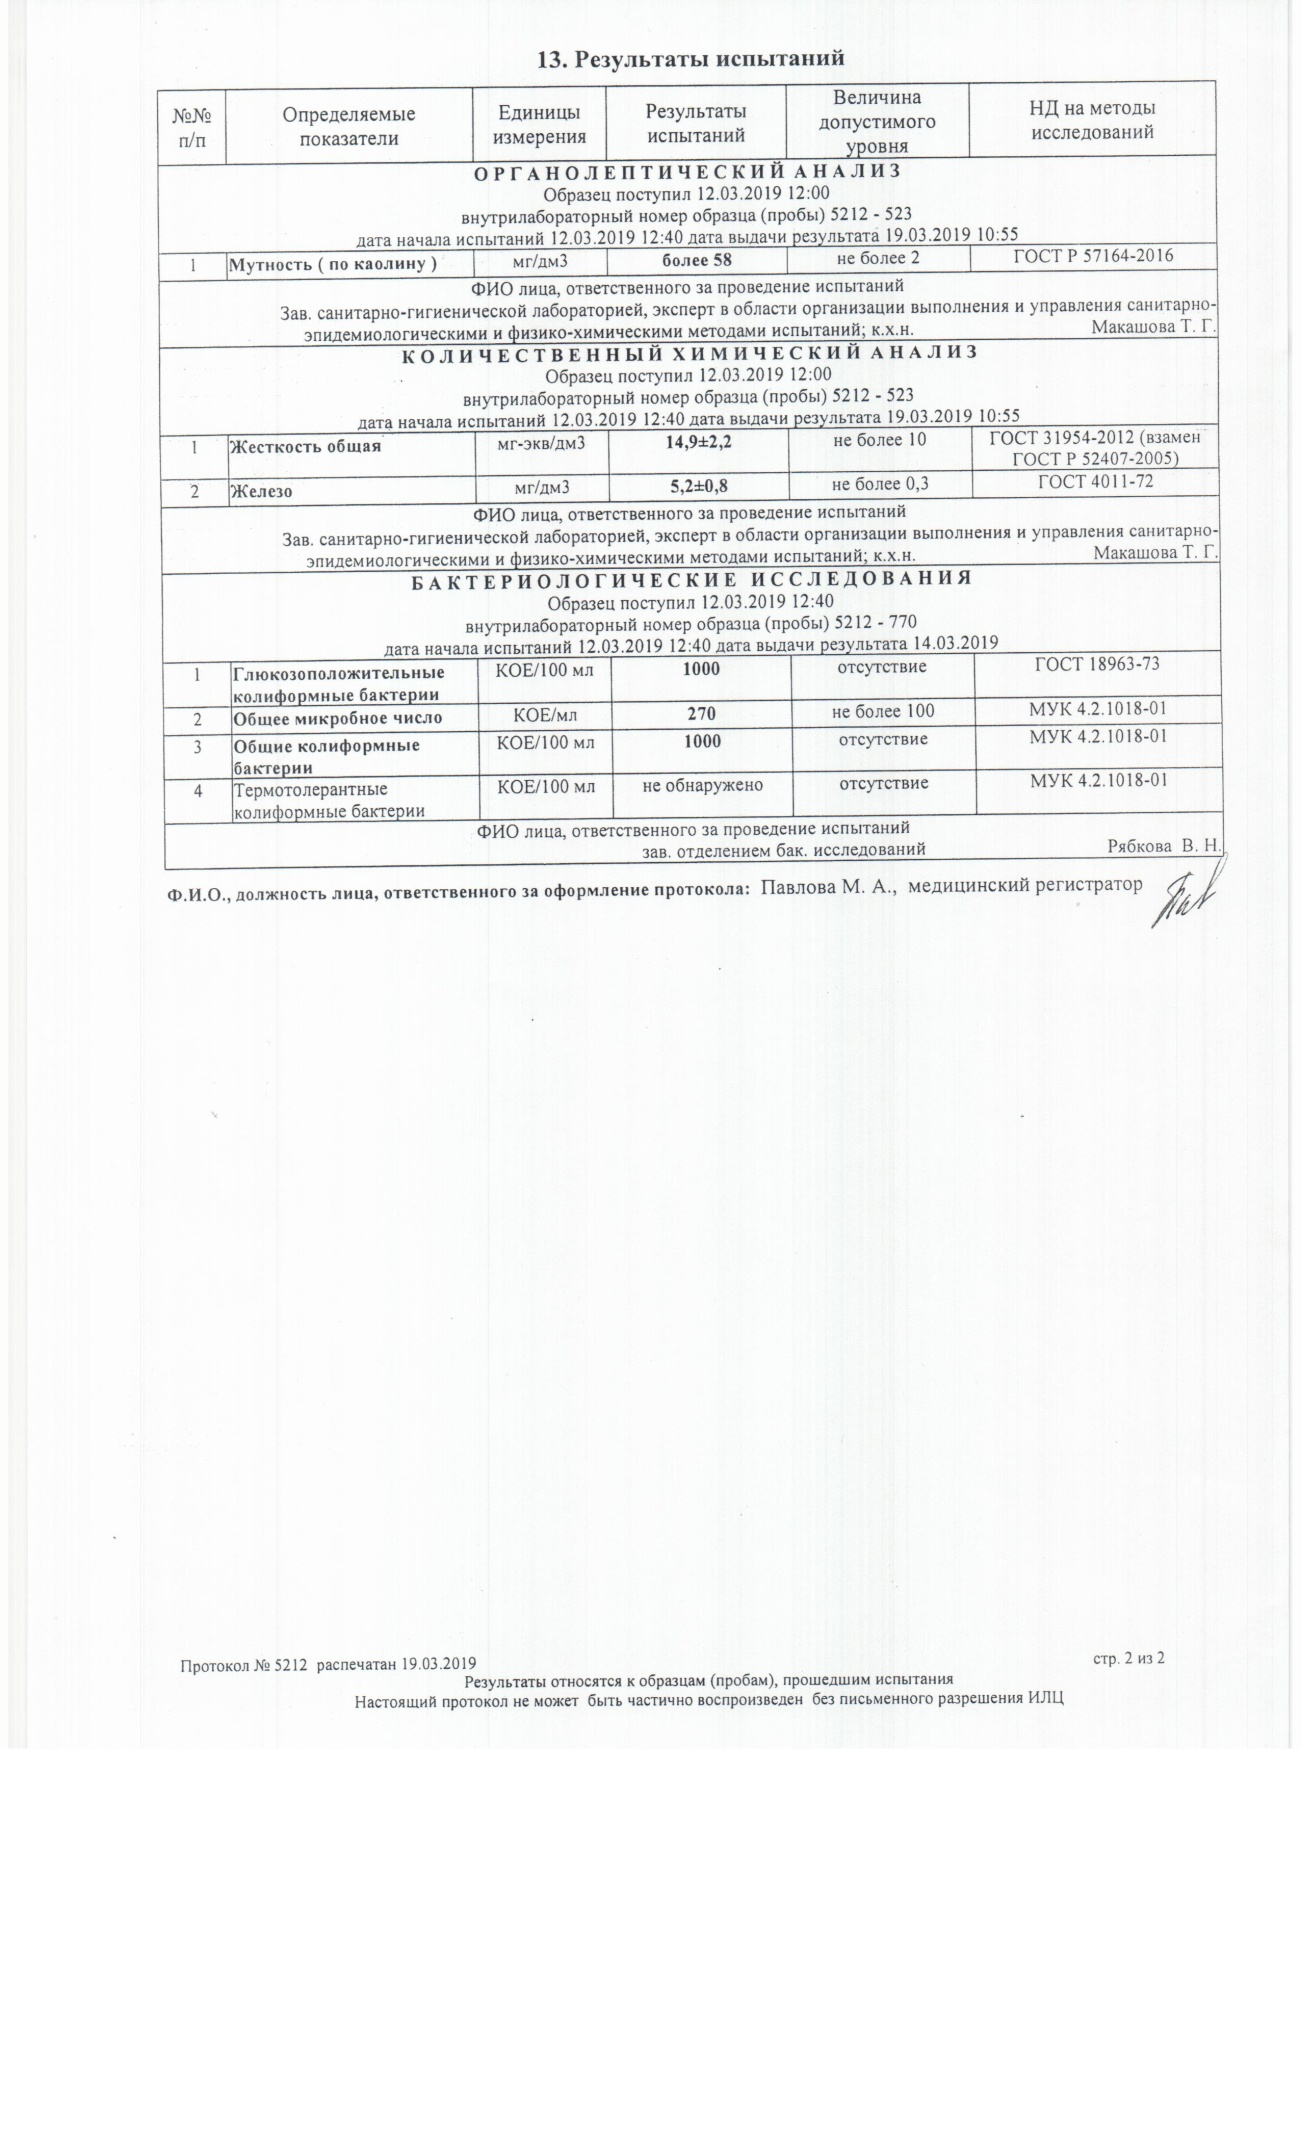 13. Результаты испытаний
№№ п/п Определяемые показатели Единицы измерения Результаты испытаний Величина допустимого уровня НД на методы исследований
ОРГАНОЛЕПТИЧЕСКИЙ АНАЛИЗ
Образец поступил 12.03.2019 12:00
внутрилабораторный номер образца (пробы) 5212 - 523
дата начала испытаний 12.03.2019 12:40 дата выдачи результата 19.03.2019 10:55
1 Мутность ( по каолину ) мг/дм3 более 58 не более 2 ГОСТ Р 57164-2016
ФИО лица, ответственного за проведение испытаний
Зав. санитарно-гигиенической лабораторией, эксперт в области организации выполнения и управления санитарно-
эпидемиологическими и физико-химическими методами испытаний; к.х.н. Макашова Т. Г.
КОЛИЧЕСТВЕННЫЙ ХИМИЧЕСКИЙ АНАЛИЗ
Образец поступил 12.03.2019 12:00
внутрилабораторный номер образца (пробы) 5212 - 523
дата начала испытаний 12.03.2019 12:40 дата выдачи результата 19.03.2019 10:55
1 Жесткость общая мг-экв/дм3 14,9±2,2 не более 10 ГОСТ 31954-2012 (взамен
ГОСТ Р 52407-2005)
2 Железо мг/дм3 5,2±0,8 не более 0,3 ГОСТ 4011-72
ФИО лица, ответственного за проведение испытаний
Зав. санитарно-гигиенической лабораторией, эксперт в области организации выполнения и управления санитарно-
эпидемиологическими и физико-химическими методами испытаний; к.х.н. Макашова Т. Г.
БАКТЕРИОЛОГИЧЕСКИЕ ИССЛЕДОВАНИЯ
Образец поступил 12.03.2019 12:40
внутрилабораторный номер образца (пробы) 5212 - 770
дата начала испытаний 12.03.2019 12:40 дата выдачи результата 14.03.2019
1 Глюкозоположительные КОЕ/100 мл 1000 отсутствие ГОСТ 18963-73
колиформные бактерии
2 Общее микробное число КОЕ/мл 270 не более 100 МУК 4.2.1018-01
3 Общие колиформные КОЕ/100 мл 1000 отсутствие МУК 4.2.1018-01
бактерии
4 Термотолерантные КОЕ/100 мл не обнаружено отсутствие МУК 4.2.1018-01
колиформные бактерии
ФИО лица, ответственного за проведение испытаний
зав. отделением бак. исследований Рябкова В. Н.
Ф.И.О., должность лица, ответственного за оформление протокола: Павлова М. А., медицинский регистратор
Протокол № 5212 распечатан 19.03.2019 стр. 2 из 2
Результаты относятся к образцам (пробам), прошедшим испытания
Настоящий протокол не может быть частично воспроизведен без письменного разрешения ИЛЦ